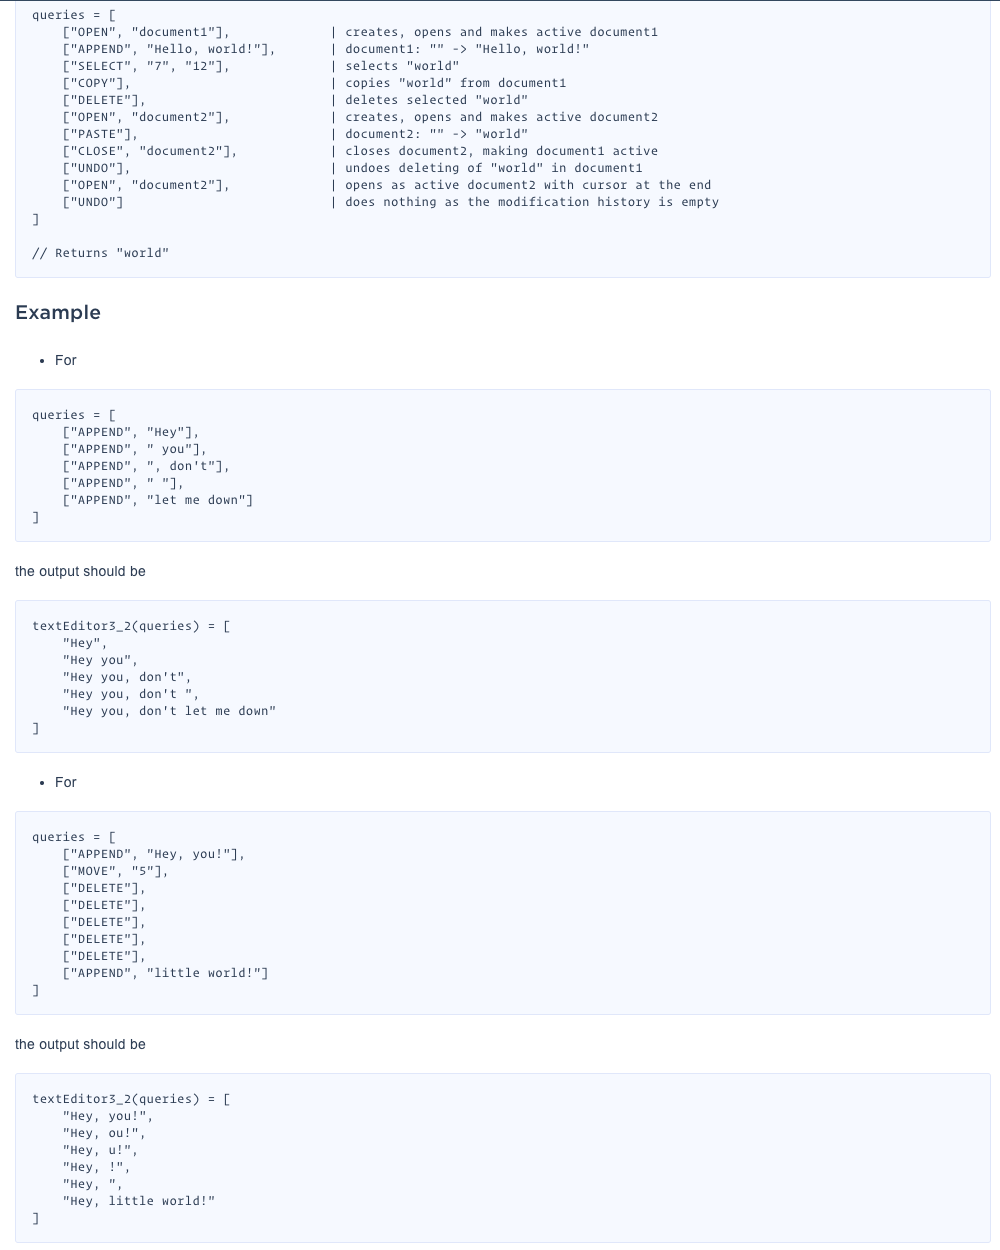 queries = [
    ["OPEN", "document1"],             | creates, opens and makes active document1
    ["APPEND", "Hello, world!"],       | document1: "" -> "Hello, world!"
    ["SELECT", "7", "12"],             | selects "world"
    ["COPY"],                          | copies "world" from document1
    ["DELETE"],                        | deletes selected "world"
    ["OPEN", "document2"],             | creates, opens and makes active document2
    ["PASTE"],                         | document2: "" -> "world"
    ["CLOSE", "document2"],            | closes document2, making document1 active
    ["UNDO"],                          | undoes deleting of "world" in document1
    ["OPEN", "document2"],             | opens as active document2 with cursor at the end
    ["UNDO"]                           | does nothing as the modification history is empty
]
// Returns "world"
Example
• For
queries = [
    ["APPEND", "Hey"],
    ["APPEND", " you"],
    ["APPEND", ", don't"],
    ["APPEND", " "],
    ["APPEND", "let me down"]
]
the output should be
textEditor3_2(queries) = [
    "Hey",
    "Hey you",
    "Hey you, don't",
    "Hey you, don't ",
    "Hey you, don't let me down"
]
• For
queries = [
    ["APPEND", "Hey, you!"],
    ["MOVE", "5"],
    ["DELETE"],
    ["DELETE"],
    ["DELETE"],
    ["DELETE"],
    ["DELETE"],
    ["APPEND", "little world!"]
]
the output should be
textEditor3_2(queries) = [
    "Hey, you!",
    "Hey, ou!",
    "Hey, u!",
    "Hey, !",
    "Hey, ",
    "Hey, little world!"
]